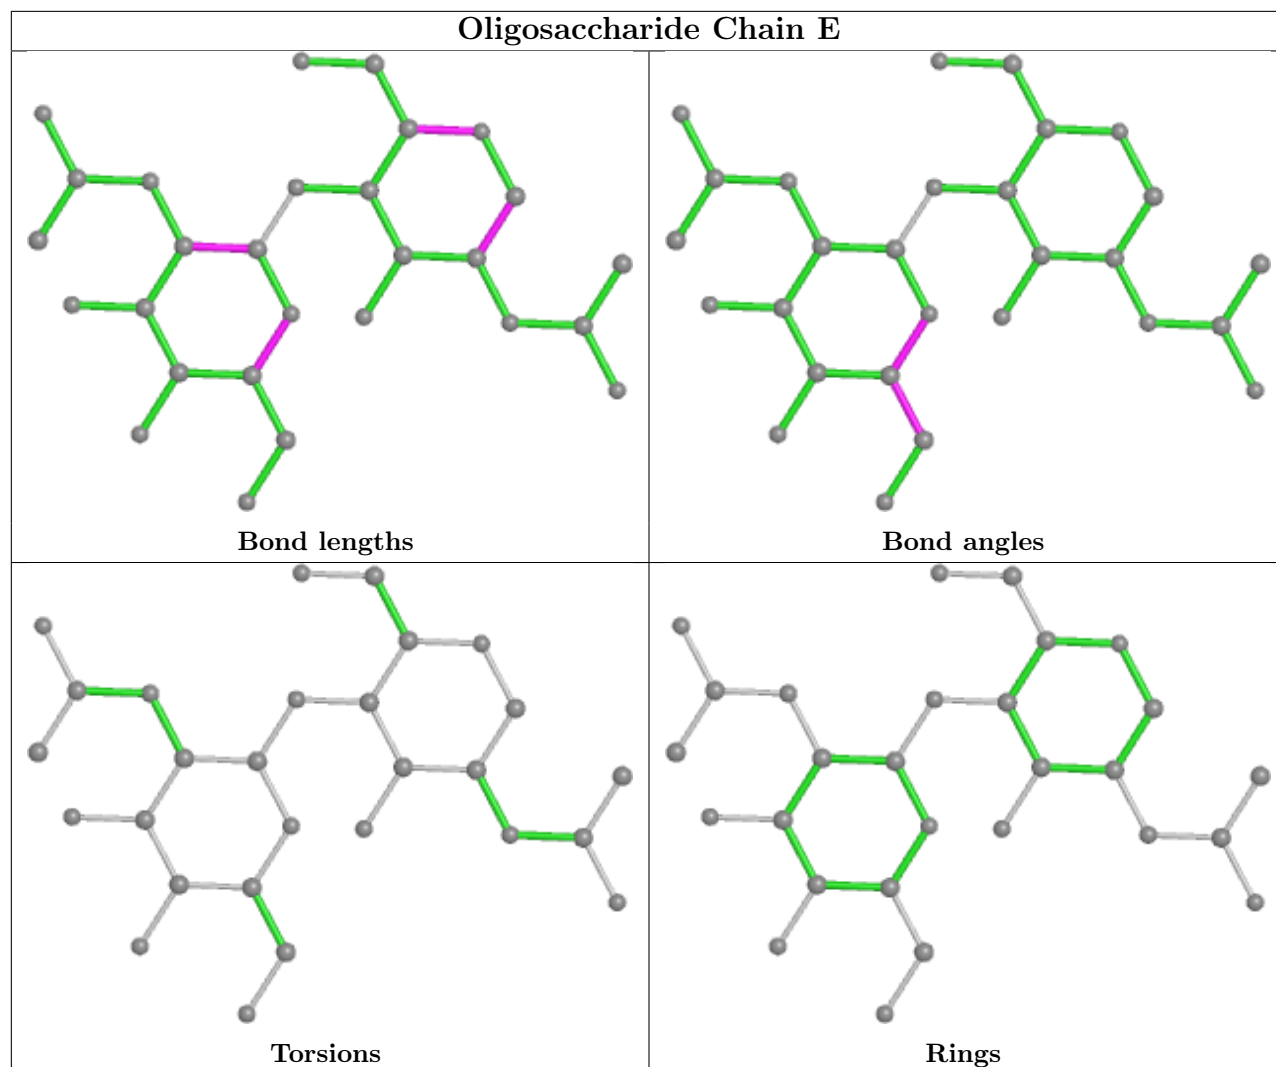 Oligosaccharide Chain E
Bond lengths
Bond angles
Torsions
Rings